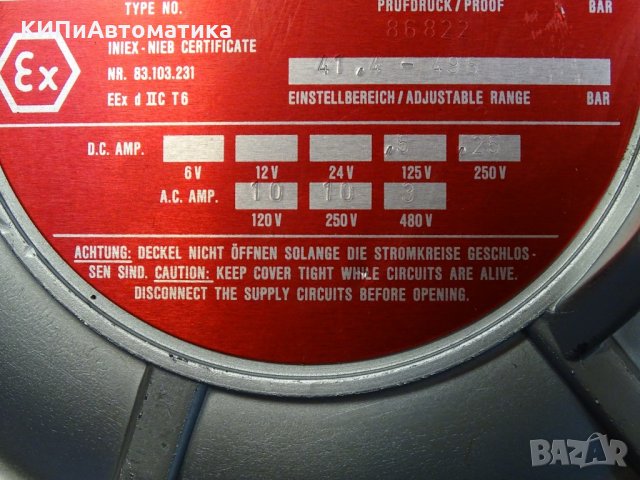 TYPE NO. PRÜFDRUCK / PROOF BAR
КИПиАвтоматика
86822
INIEX - NIEB CERTIFICATE
Ex
NR. 83.103.231
41,4 -
EEx d IIC T6 EINSTELLBEREICH / ADJUSTABLE RANGE BAR
D.C. AMP. ,5 ,25
6 V 12 V 24 V 125 V 250 V
A.C. AMP. 10 10 3
120 V 250 V 480 V
ACHTUNG: DECKEL NICHT ÖFFNEN SOLANGE DIE STROMKREISE GESCHLOS-
SEN SIND. CAUTION: KEEP COVER TIGHT WHILE CIRCUITS ARE ALIVE.
DISCONNECT THE SUPPLY CIRCUITS BEFORE OPENING.
BAZAR